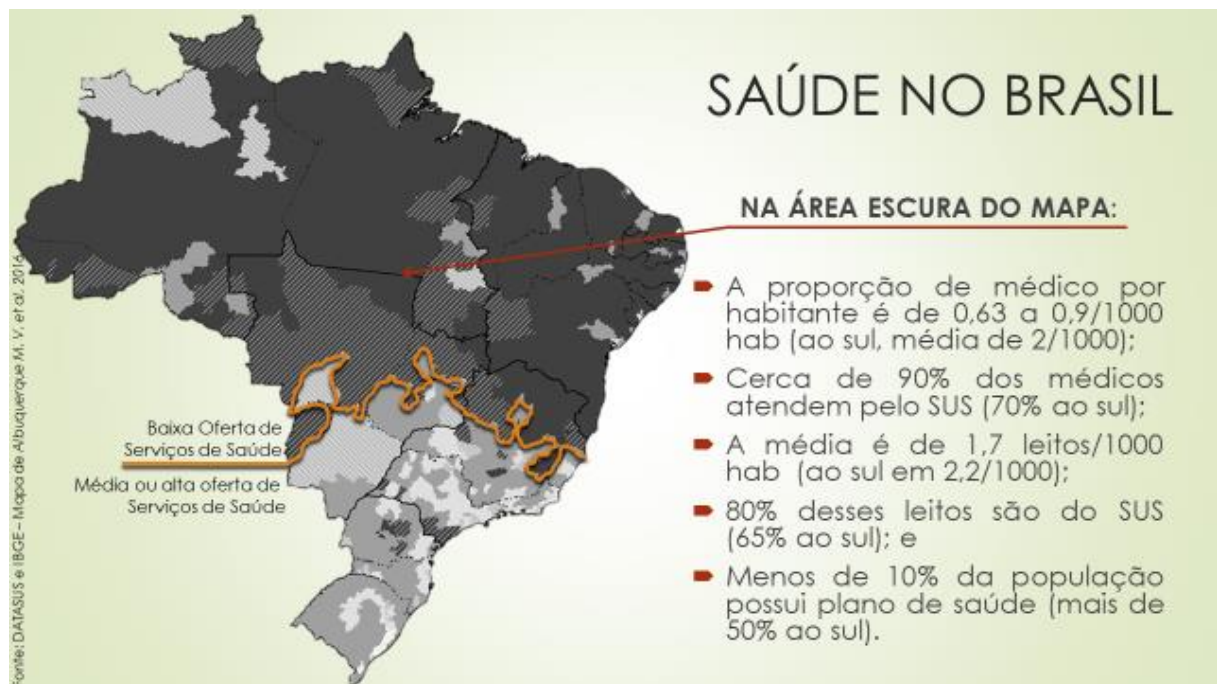 SAÚDE NO BRASIL
NA ÁREA ESCURA DO MAPA:
A proporção de médico por
habitante é de 0,63 a 0,9/1000
hab (ao sul, média de 2/1000);
Cerca de 90% dos médicos
atendem pelo SUS (70% ao sul);
A média é de 1,7 leitos/1000
hab (ao sul em 2,2/1000);
80% desses leitos são do SUS
(65% ao sul); e
Menos de 10% da população
possui plano de saúde (mais de
50% ao sul).
Baixa Oferta de
Serviços de Saúde
Média ou alta oferta de
Serviços de Saúde
Fonte: DATASUS e IBGE – Mapa de Albuquerque M. V. et al, 2016